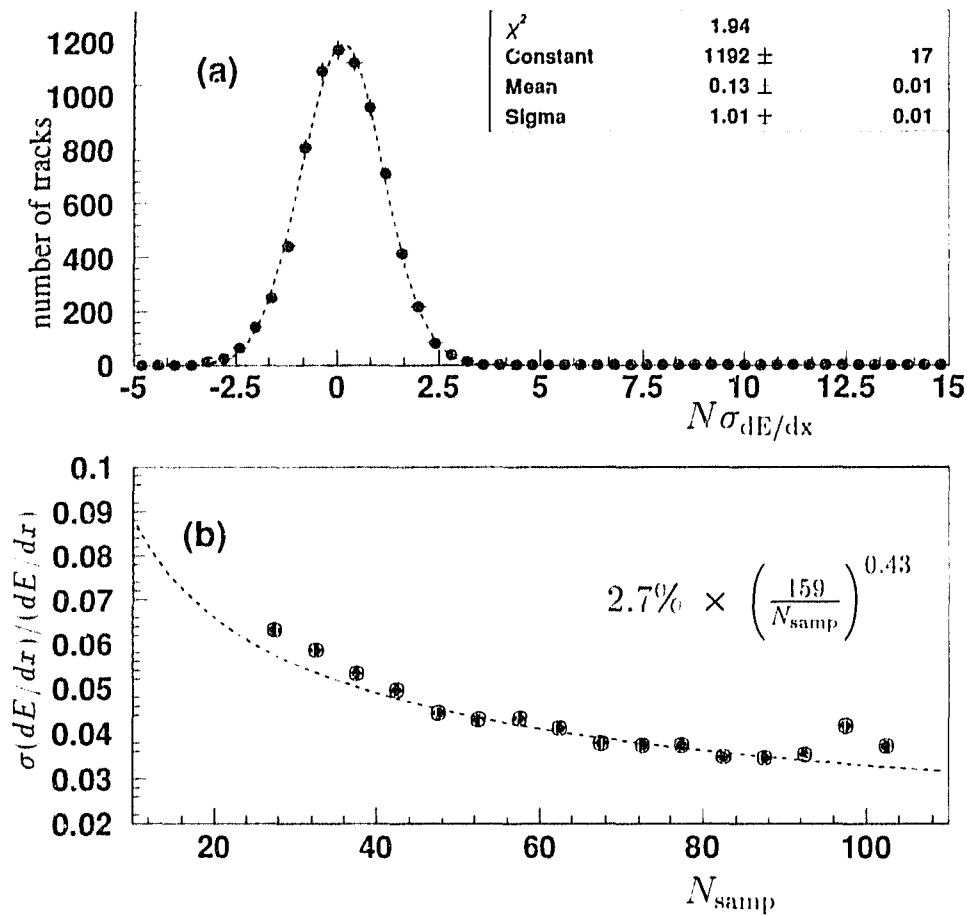 1200
1000
800
600
400
200
0
number of tracks
(a)
χ² 1.94
Constant 1192 ± 17
Mean 0.13 ± 0.01
Sigma 1.01 ± 0.01
-5 -2.5 0 2.5 5 7.5 10 12.5 15
Nσ_dE/dx
0.1
0.09
0.08
0.07
0.06
0.05
0.04
0.03
0.02
σ(dE/dx)/(dE/dx)
(b)
2.7% × (159/N_samp)^0.43
20 40 60 80 100
N_samp